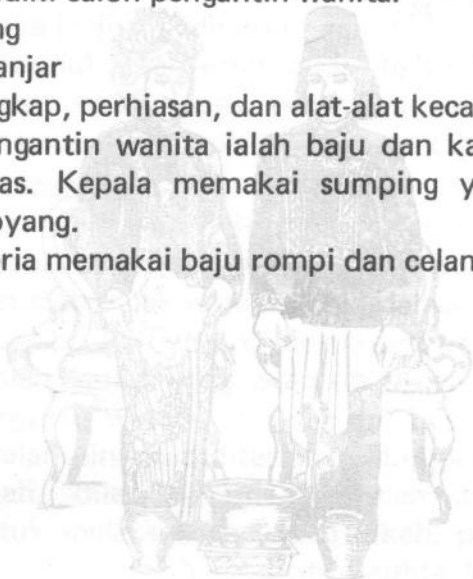 calon pengantin wanita.
ng
anjar
gkap, perhiasan, dan alat-alat keca
ngantin wanita ialah baju dan ka
as. Kepala memakai sumping y
oyang.
pria memakai baju rompi dan celan